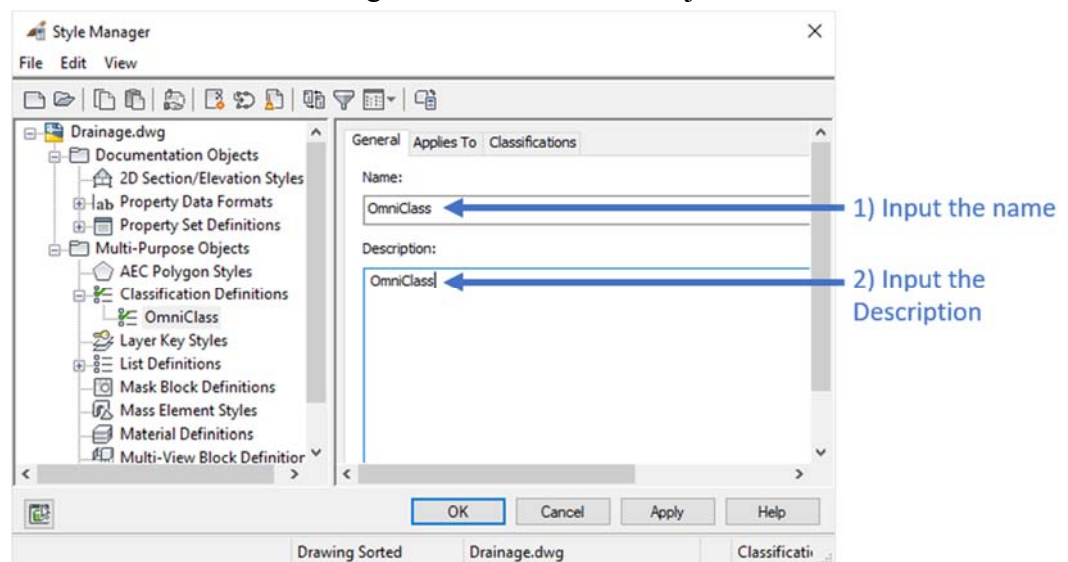 Style Manager
File Edit View
Drainage.dwg
Documentation Objects
2D Section/Elevation Styles
Property Data Formats
Property Set Definitions
Multi-Purpose Objects
AEC Polygon Styles
Classification Definitions
OmniClass
Layer Key Styles
List Definitions
Mask Block Definitions
Mass Element Styles
Material Definitions
Multi-View Block Definitior
General Applies To Classifications
Name:
OmniClass
Description:
OmniClass
1) Input the name
2) Input the
Description
OK Cancel Apply Help
Drawing Sorted Drainage.dwg